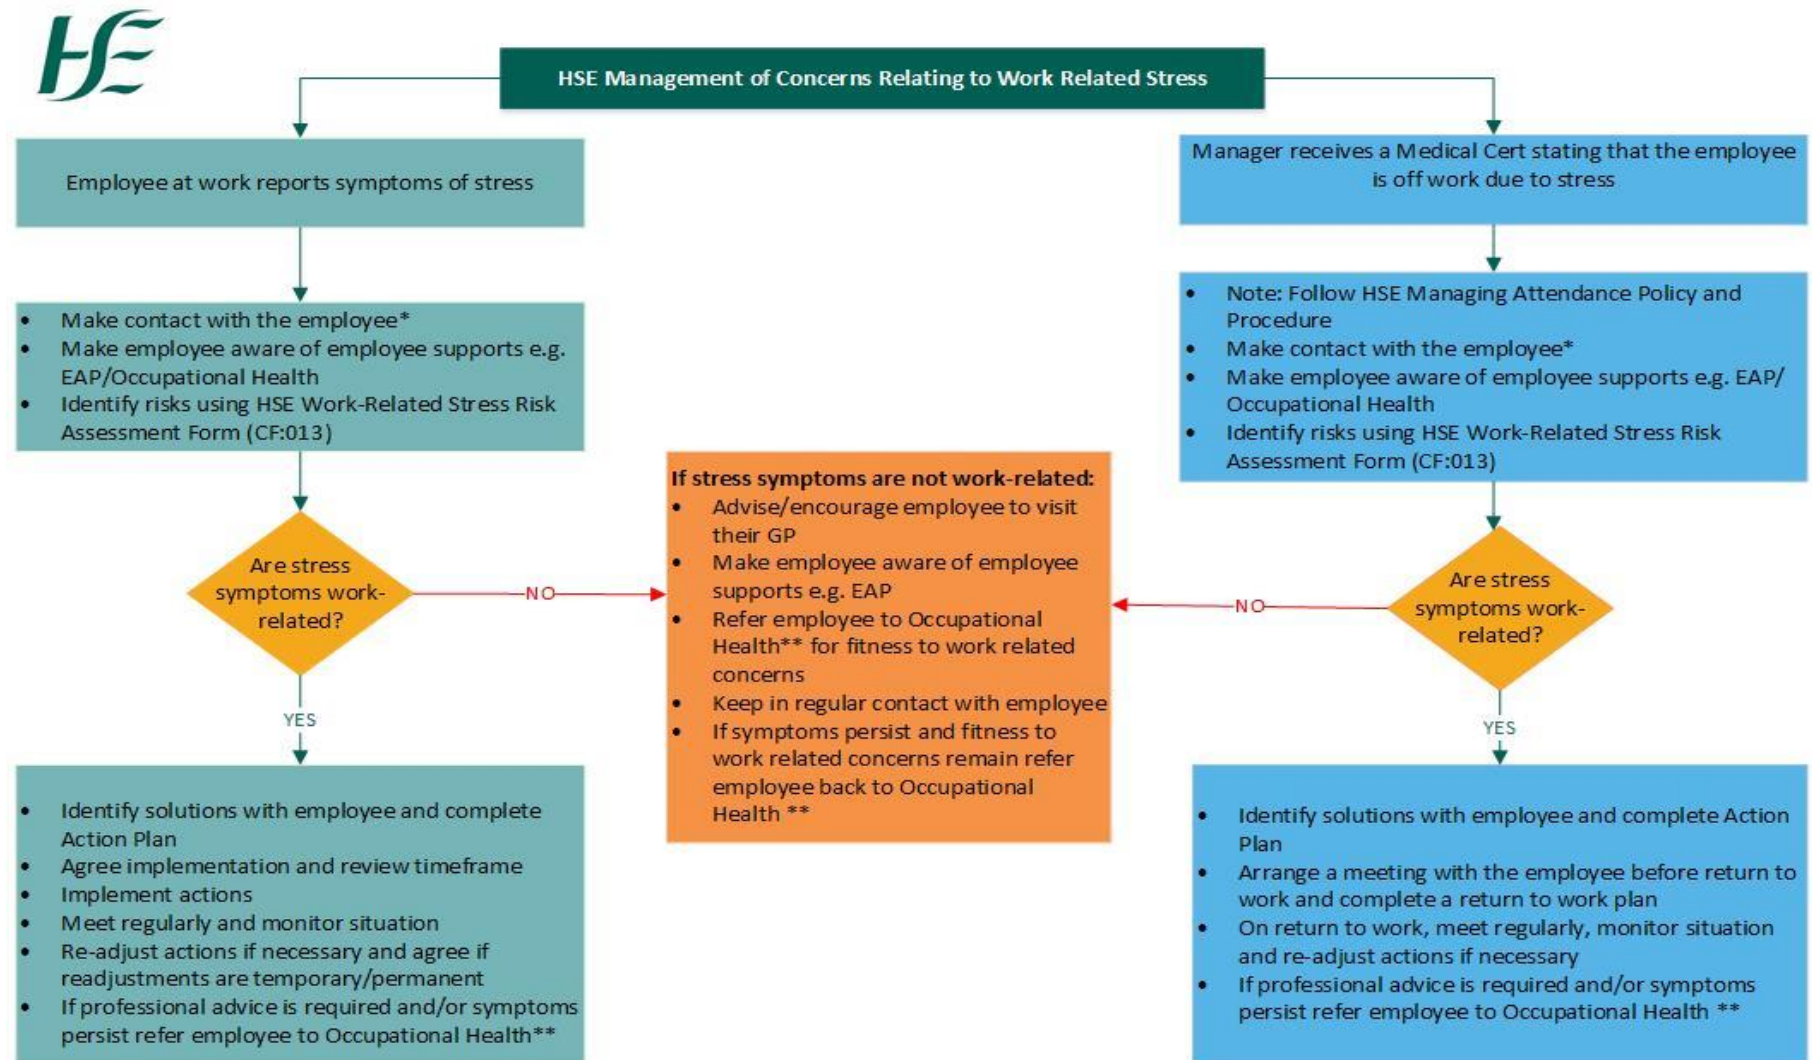 HSE
HSE Management of Concerns Relating to Work Related Stress
Employee at work reports symptoms of stress
• Make contact with the employee*
• Make employee aware of employee supports e.g.
EAP/Occupational Health
• Identify risks using HSE Work-Related Stress Risk
Assessment Form (CF:013)
Are stress
symptoms work-
related?
NO
YES
• Identify solutions with employee and complete
Action Plan
• Agree implementation and review timeframe
• Implement actions
• Meet regularly and monitor situation
• Re-adjust actions if necessary and agree if
readjustments are temporary/permanent
• If professional advice is required and/or symptoms
persist refer employee to Occupational Health**
If stress symptoms are not work-related:
• Advise/encourage employee to visit
their GP
• Make employee aware of employee
supports e.g. EAP
• Refer employee to Occupational
Health** for fitness to work related
concerns
• Keep in regular contact with employee
• If symptoms persist and fitness to
work related concerns remain refer
employee back to Occupational
Health **
Manager receives a Medical Cert stating that the employee
is off work due to stress
• Note: Follow HSE Managing Attendance Policy and
Procedure
• Make contact with the employee*
• Make employee aware of employee supports e.g. EAP/
Occupational Health
• Identify risks using HSE Work-Related Stress Risk
Assessment Form (CF:013)
Are stress
symptoms work-
related?
NO
YES
• Identify solutions with employee and complete Action
Plan
• Arrange a meeting with the employee before return to
work and complete a return to work plan
• On return to work, meet regularly, monitor situation
and re-adjust actions if necessary
• If professional advice is required and/or symptoms
persist refer employee to Occupational Health **